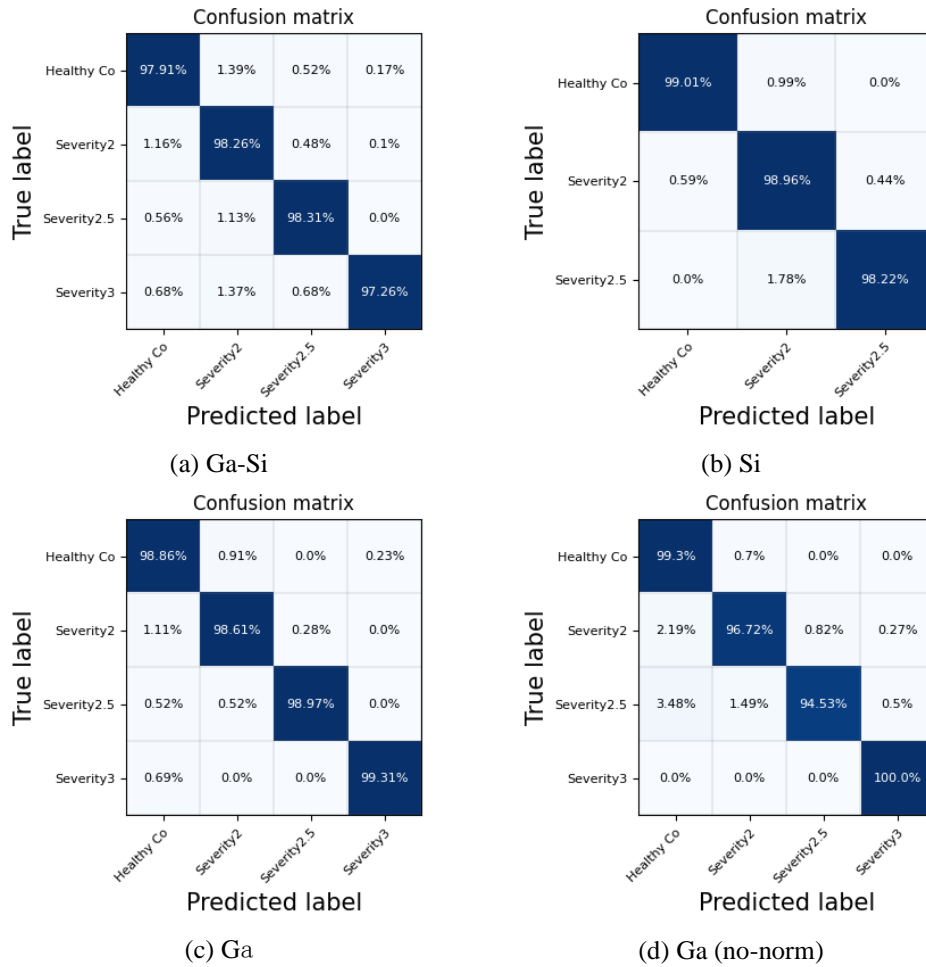 Confusion matrix
True label
Healthy Co 97.91% 1.39% 0.52% 0.17%
Severity2 1.16% 98.26% 0.48% 0.1%
Severity2.5 0.56% 1.13% 98.31% 0.0%
Severity3 0.68% 1.37% 0.68% 97.26%
Healthy Co Severity2 Severity2.5 Severity3
Predicted label
(a) Ga-Si
Confusion matrix
True label
Healthy Co 99.01% 0.99% 0.0%
Severity2 0.59% 98.96% 0.44%
Severity2.5 0.0% 1.78% 98.22%
Healthy Co Severity2 Severity2.5
Predicted label
(b) Si
Confusion matrix
True label
Healthy Co 98.86% 0.91% 0.0% 0.23%
Severity2 1.11% 98.61% 0.28% 0.0%
Severity2.5 0.52% 0.52% 98.97% 0.0%
Severity3 0.69% 0.0% 0.0% 99.31%
Healthy Co Severity2 Severity2.5 Severity3
Predicted label
(c) Ga
Confusion matrix
True label
Healthy Co 99.3% 0.7% 0.0% 0.0%
Severity2 2.19% 96.72% 0.82% 0.27%
Severity2.5 3.48% 1.49% 94.53% 0.5%
Severity3 0.0% 0.0% 0.0% 100.0%
Healthy Co Severity2 Severity2.5 Severity3
Predicted label
(d) Ga (no-norm)